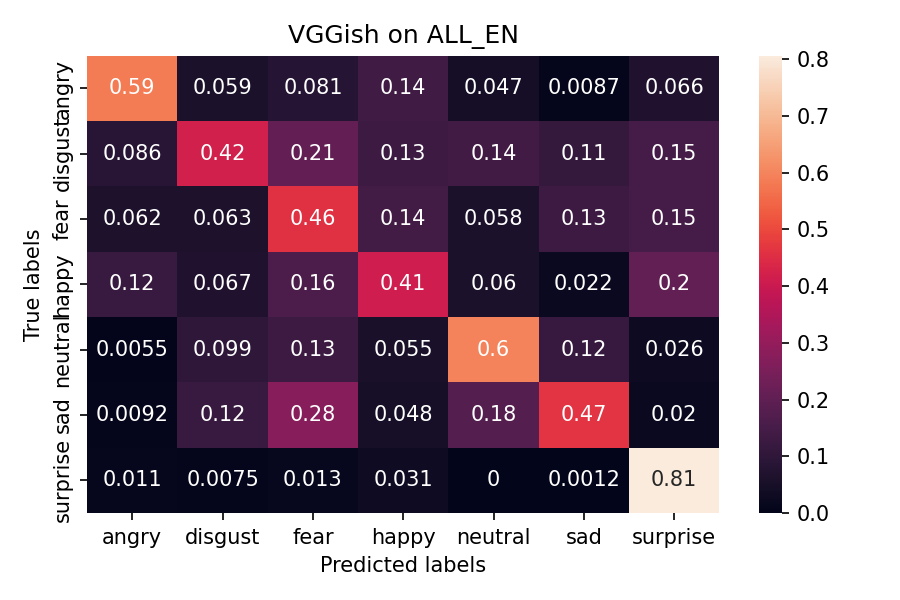 VGGish on ALL_EN
True labels
angry 0.59 0.059 0.081 0.14 0.047 0.0087 0.066
disgust 0.086 0.42 0.21 0.13 0.14 0.11 0.15
fear 0.062 0.063 0.46 0.14 0.058 0.13 0.15
happy 0.12 0.067 0.16 0.41 0.06 0.022 0.2
neutral 0.0055 0.099 0.13 0.055 0.6 0.12 0.026
sad 0.0092 0.12 0.28 0.048 0.18 0.47 0.02
surprise 0.011 0.0075 0.013 0.031 0 0.0012 0.81
angry disgust fear happy neutral sad surprise
Predicted labels
0.8
0.7
0.6
0.5
0.4
0.3
0.2
0.1
0.0